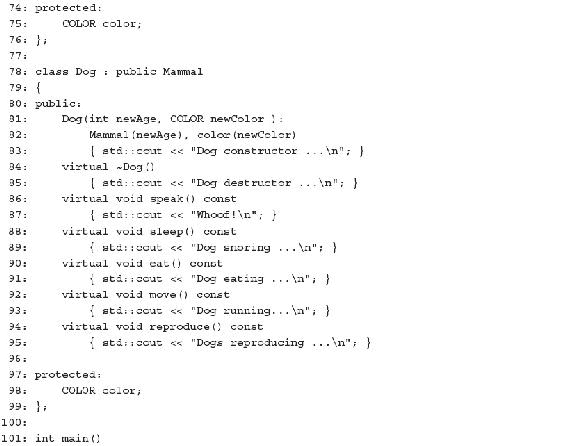 74: protected:
75:     COLOR color;
76: };
77:
78: class Dog : public Mammal
79: {
80: public:
81:     Dog(int newAge, COLOR newColor ):
82:         Mammal(newAge), color(newColor)
83:         { std::cout << "Dog constructor ...\n"; }
84:     virtual ~Dog()
85:         { std::cout << "Dog destructor ...\n"; }
86:     virtual void speak() const
87:         { std::cout << "Whoof!\n"; }
88:     virtual void sleep() const
89:         { std::cout << "Dog snoring ...\n"; }
90:     virtual void eat() const
91:         { std::cout << "Dog eating ...\n"; }
92:     virtual void move() const
93:         { std::cout << "Dog running...\n"; }
94:     virtual void reproduce() const
95:         { std::cout << "Dogs reproducing ...\n"; }
96:
97: protected:
98:     COLOR color;
99: };
100:
101: int main()